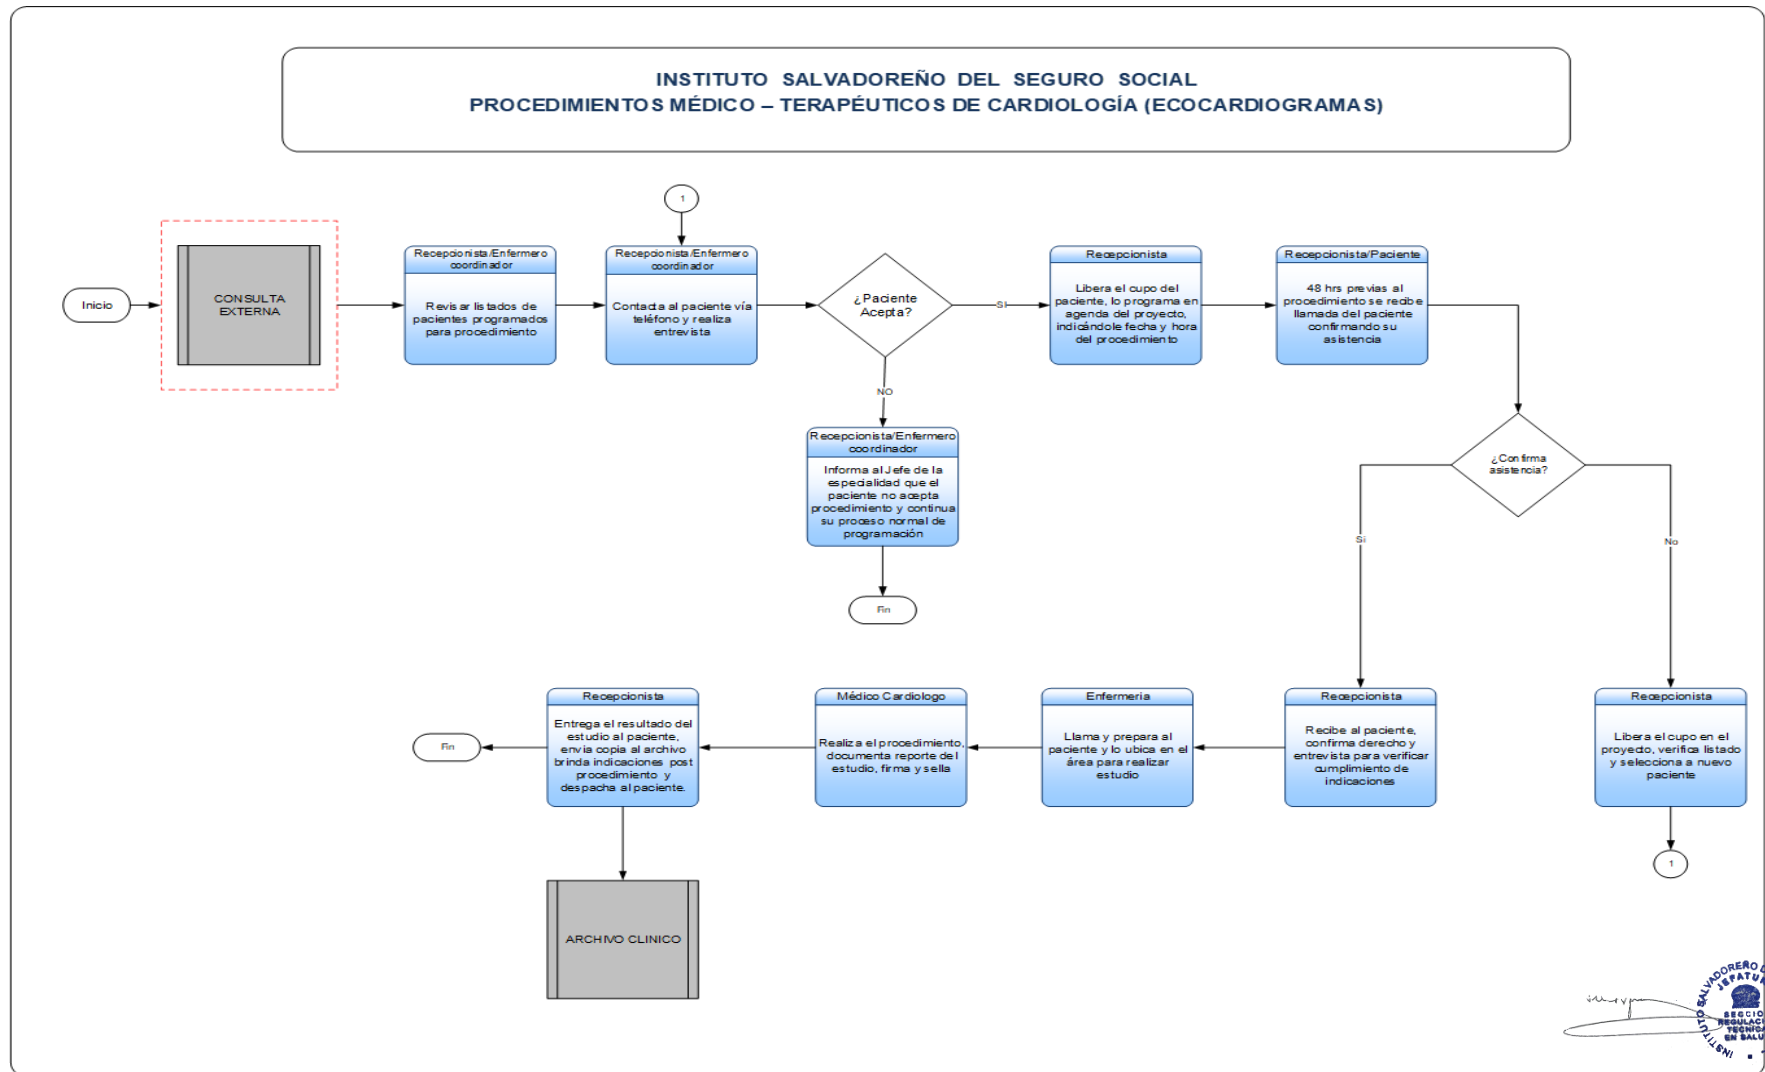 INSTITUTO SALVADOREÑO DEL SEGURO SOCIAL
PROCEDIMIENTOS MÉDICO – TERAPÉUTICOS DE CARDIOLOGÍA (ECOCARDIOGRAMAS)
1
Inicio
CONSULTA
EXTERNA
Recepcionista/Enfermero
coordinador
Revisar listados de
pacientes programados
para procedimiento
Recepcionista/Enfermero
coordinador
Contacta al paciente vía
teléfono y realiza
entrevista
¿Paciente
Acepta?
SI
NO
Recepcionista
Libera el cupo del
paciente, lo programa en
agenda del proyecto,
indicándole fecha y hora
del procedimiento
Recepcionista/Paciente
48 hrs previas al
procedimiento se recibe
llamada del paciente
confirmando su
asistencia
Recepcionista/Enfermero
coordinador
Informa al Jefe de la
especialidad que el
paciente no acepta
procedimiento y continua
su proceso normal de
programación
Fin
¿Confirma
asistencia?
Sí
No
Fin
Recepcionista
Entrega el resultado del
estudio al paciente,
envia copia al archivo
brinda indicaciones post
procedimiento y
despacha al paciente.
Médico Cardiologo
Realiza el procedimiento,
documenta reporte del
estudio, firma y sella
Enfermería
Llama y prepara al
paciente y lo ubica en el
área para realizar
estudio
Recepcionista
Recibe al paciente,
confirma derecho y
entrevista para verificar
cumplimiento de
indicaciones
Recepcionista
Libera el cupo en el
proyecto, verifica listado
y selecciona a nuevo
paciente
1
ARCHIVO CLINICO
INSTITUTO SALVADOREÑO